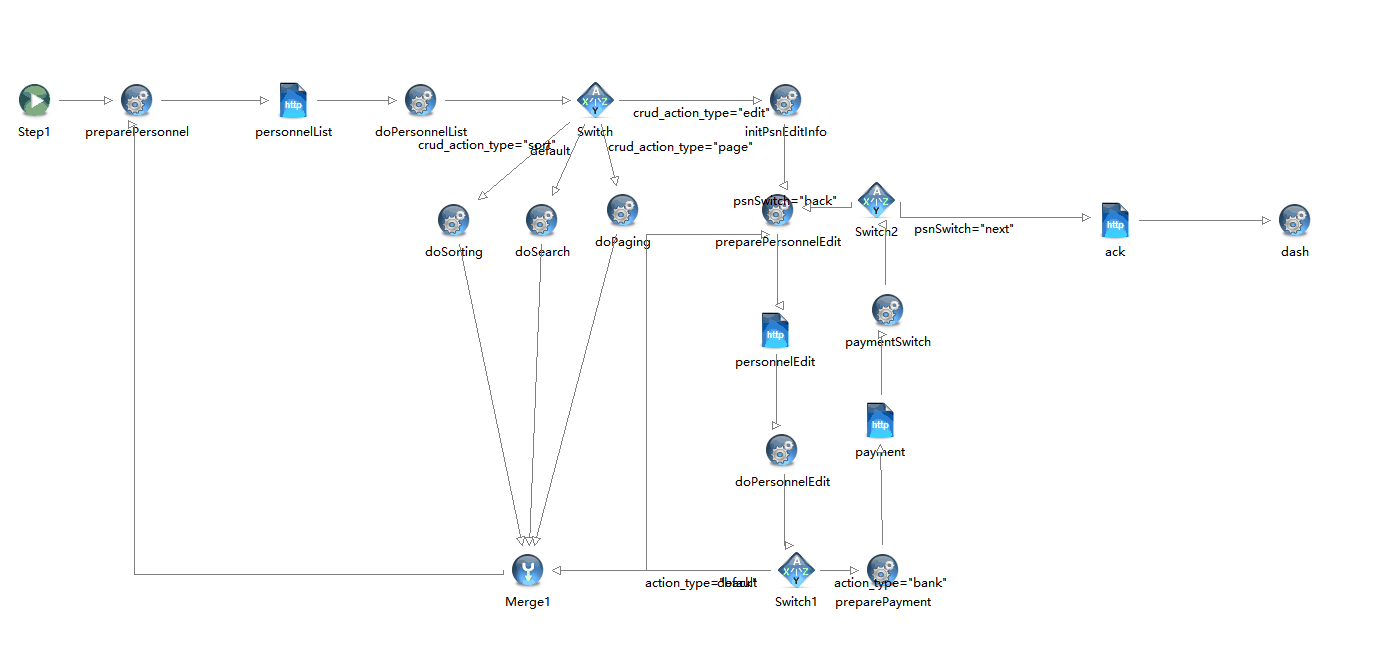 Step1
preparePersonnel
http
personnelList
doPersonnelList
A
X
Z
Y
Switch
crud_action_type="edit"
initPsnEditInfo
crud_action_type="sort"
default
crud_action_type="page"
doSorting
doSearch
doPaging
psnSwitch="back"
preparePersonnelEdit
A
X
Z
Y
Switch2
psnSwitch="next"
http
ack
dash
http
personnelEdit
paymentSwitch
http
payment
doPersonnelEdit
Merge1
action_type="back"
default
A
X
Z
Y
Switch1
action_type="bank"
preparePayment